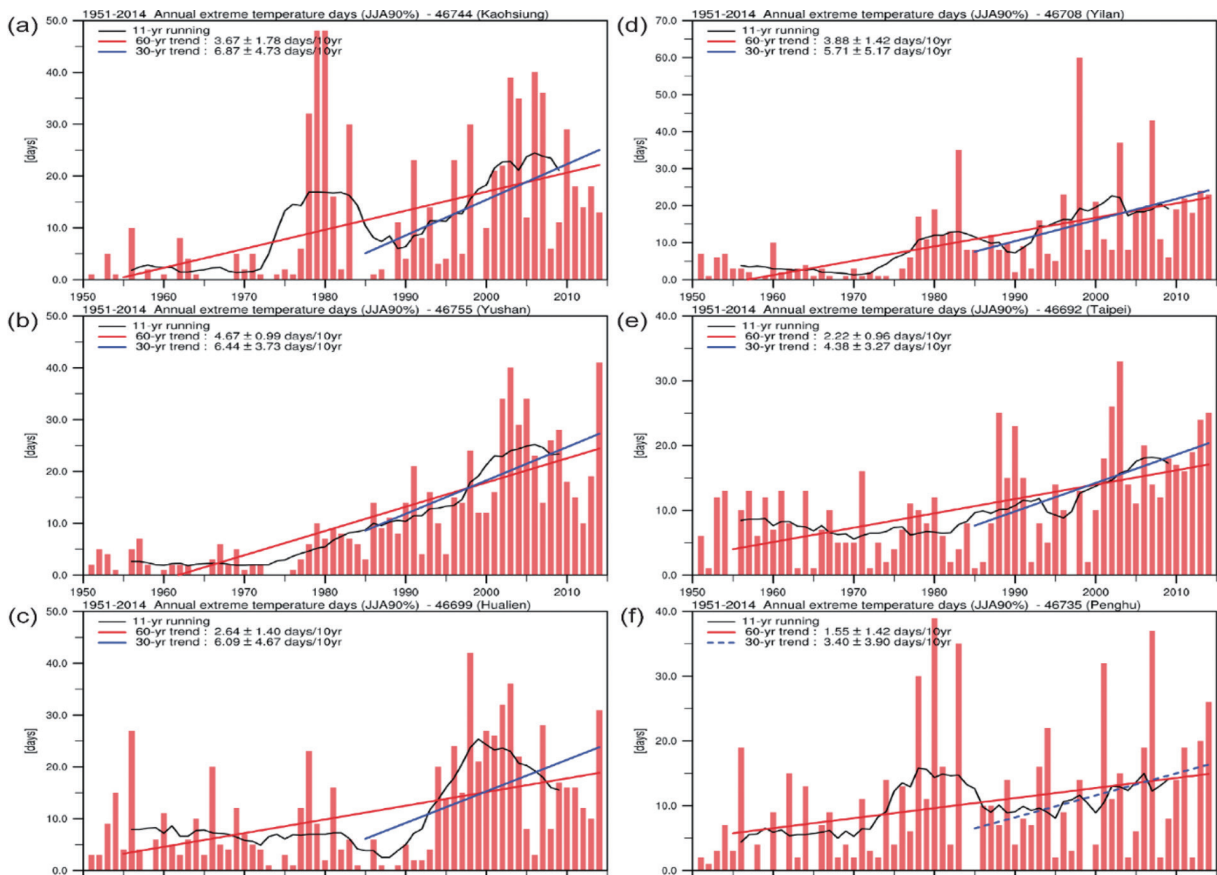 (a)
1951-2014 Annual extreme temperature days (JJA90%) - 46744 (Kaohsiung)
11-yr running
60-yr trend : 3.67 ± 1.78 days/10yr
30-yr trend : 6.87 ± 4.73 days/10yr
50.0
40.0
30.0
20.0
10.0
0.0
[days]
1950 1960 1970 1980 1990 2000 2010
(b)
1951-2014 Annual extreme temperature days (JJA90%) - 46755 (Yushan)
11-yr running
60-yr trend : 4.67 ± 0.99 days/10yr
30-yr trend : 6.44 ± 3.73 days/10yr
50.0
40.0
30.0
20.0
10.0
0.0
[days]
1950 1960 1970 1980 1990 2000 2010
(c)
1951-2014 Annual extreme temperature days (JJA90%) - 46699 (Hualien)
11-yr running
60-yr trend : 2.64 ± 1.40 days/10yr
30-yr trend : 6.09 ± 4.67 days/10yr
50.0
40.0
30.0
20.0
10.0
0.0
[days]
1950 1960 1970 1980 1990 2000 2010
(d)
1951-2014 Annual extreme temperature days (JJA90%) - 46708 (Yilan)
11-yr running
60-yr trend : 3.88 ± 1.42 days/10yr
30-yr trend : 5.71 ± 5.17 days/10yr
70.0
60.0
50.0
40.0
30.0
20.0
10.0
0.0
[days]
1950 1960 1970 1980 1990 2000 2010
(e)
1951-2014 Annual extreme temperature days (JJA90%) - 46692 (Taipei)
11-yr running
60-yr trend : 2.22 ± 0.96 days/10yr
30-yr trend : 4.38 ± 3.27 days/10yr
40.0
30.0
20.0
10.0
0.0
[days]
1950 1960 1970 1980 1990 2000 2010
(f)
1951-2014 Annual extreme temperature days (JJA90%) - 46735 (Penghu)
11-yr running
60-yr trend : 1.55 ± 1.42 days/10yr
30-yr trend : 3.40 ± 3.90 days/10yr
40.0
30.0
20.0
10.0
0.0
[days]
1950 1960 1970 1980 1990 2000 2010